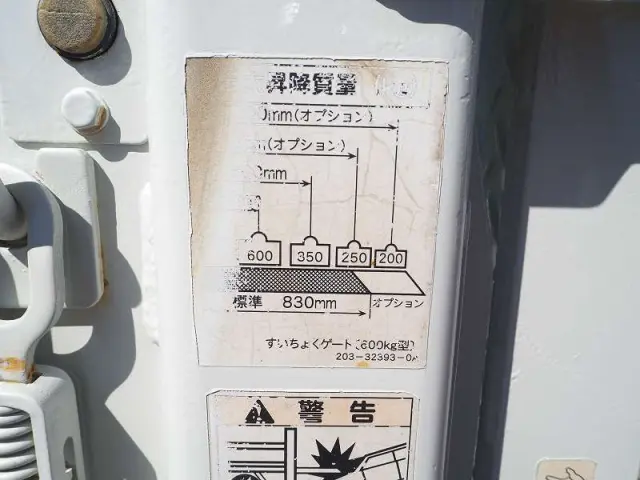 昇降質量
0mm(オプション)
m(オプション)
0mm
600 350 250 200
標準 830mm オプション
すいちょくゲート(600kg型)
203-32393-0
警告